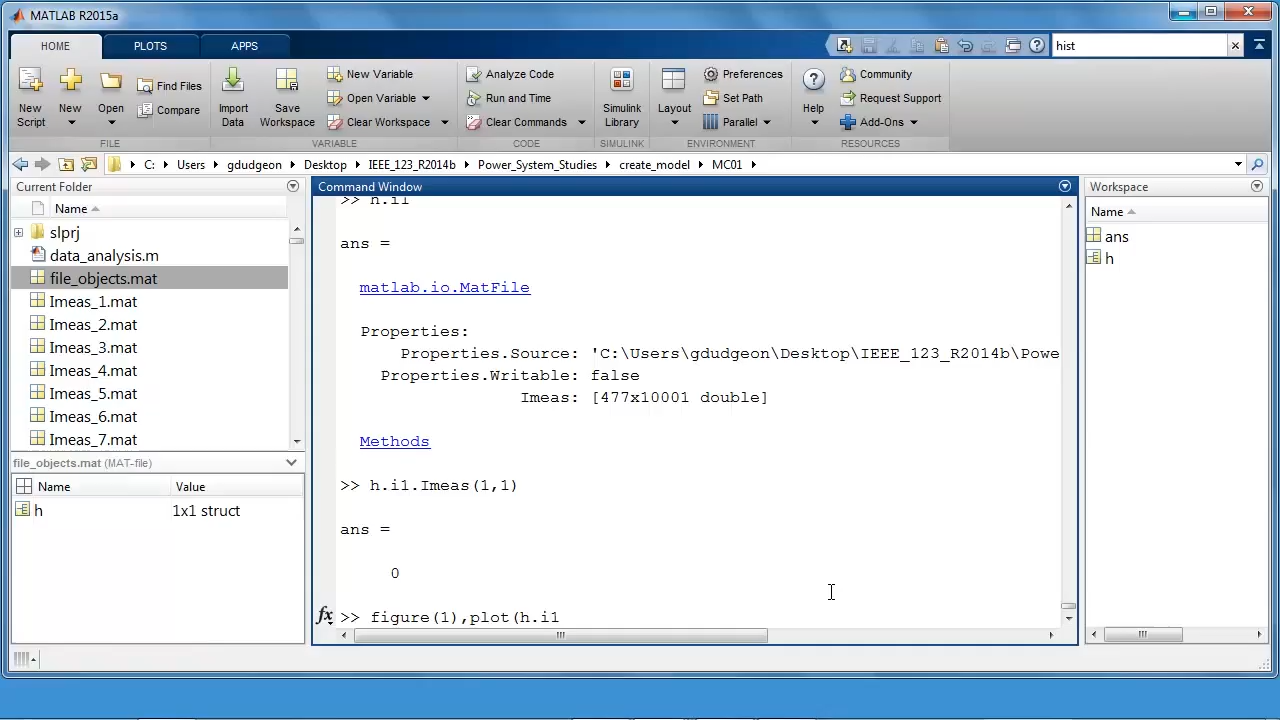 MATLAB R2015a
HOME PLOTS APPS
hist
New Script
New
Open
Find Files
Compare
FILE
Import Data
Save Workspace
New Variable
Open Variable
Clear Workspace
VARIABLE
Analyze Code
Run and Time
Clear Commands
CODE
Simulink Library
SIMULINK
Layout
Preferences
Set Path
Parallel
ENVIRONMENT
Help
Community
Request Support
Add-Ons
RESOURCES
C: Users gdudgeon Desktop IEEE_123_R2014b Power_System_Studies create_model MC01
Current Folder
Name
slprj
data_analysis.m
file_objects.mat
Imeas_1.mat
Imeas_2.mat
Imeas_3.mat
Imeas_4.mat
Imeas_5.mat
Imeas_6.mat
Imeas_7.mat
file_objects.mat (MAT-file)
Name Value
h 1x1 struct
Command Window
>> h.i1
ans =
matlab.io.MatFile
Properties:
Properties.Source: 'C:\Users\gdudgeon\Desktop\IEEE_123_R2014b\Powe
Properties.Writable: false
Imeas: [477x10001 double]
Methods
>> h.i1.Imeas(1,1)
ans =
0
fx >> figure(1),plot(h.i1
Workspace
Name
ans
h